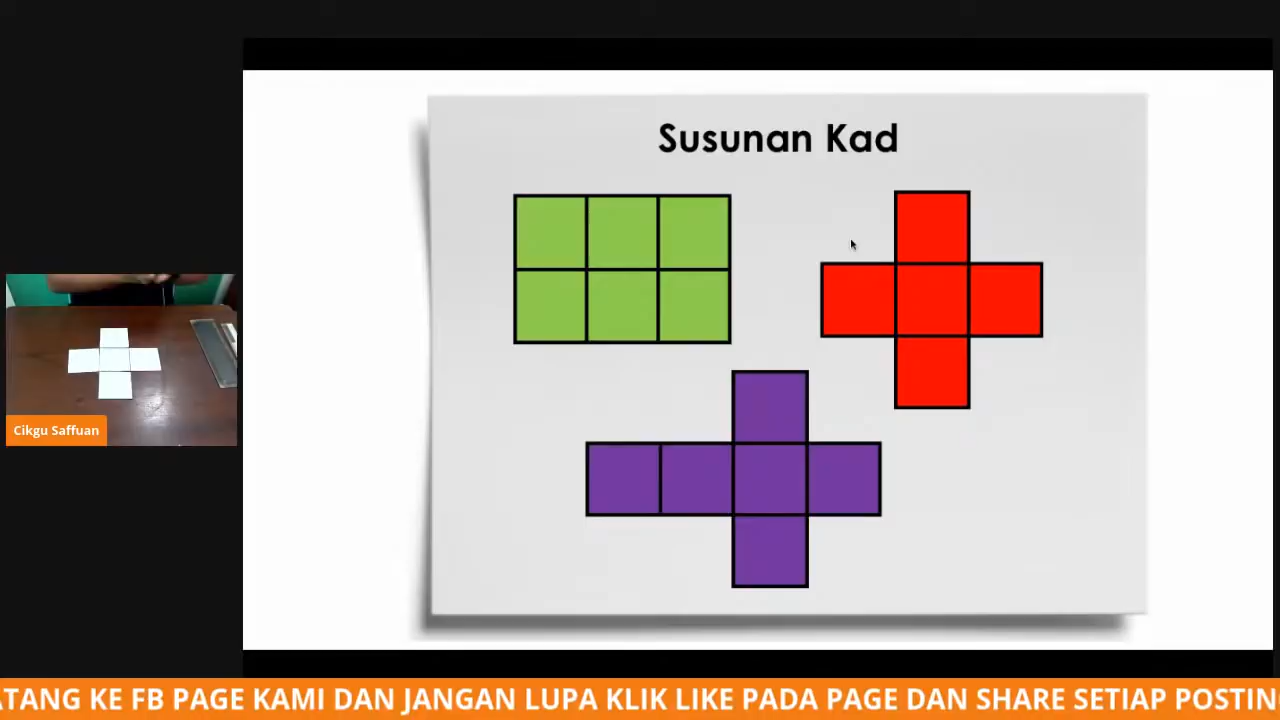 Susunan Kad
Cikgu Saffuan
ATANG KE FB PAGE KAMI DAN JANGAN LUPA KLIK LIKE PADA PAGE DAN SHARE SETIAP POSTIN